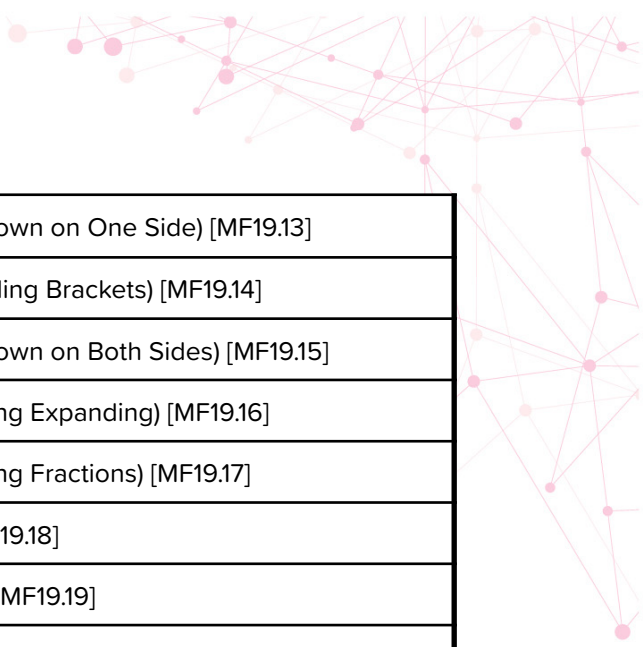 own on One Side) [MF19.13]
ing Brackets) [MF19.14]
own on Both Sides) [MF19.15]
ng Expanding) [MF19.16]
ng Fractions) [MF19.17]
19.18]
MF19.19]